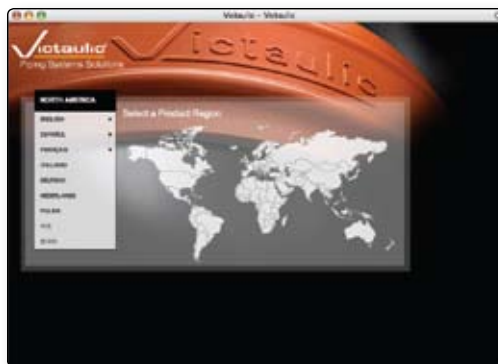 Victaulic - Victaulic
Victaulic
Piping Systems Solutions
Victaulic
NORTH AMERICA
Select a Product Region
ENGLISH
ESPAÑOL
FRANÇAIS
ITALIANO
DEUTSCH
NEDERLANDS
POLSKI